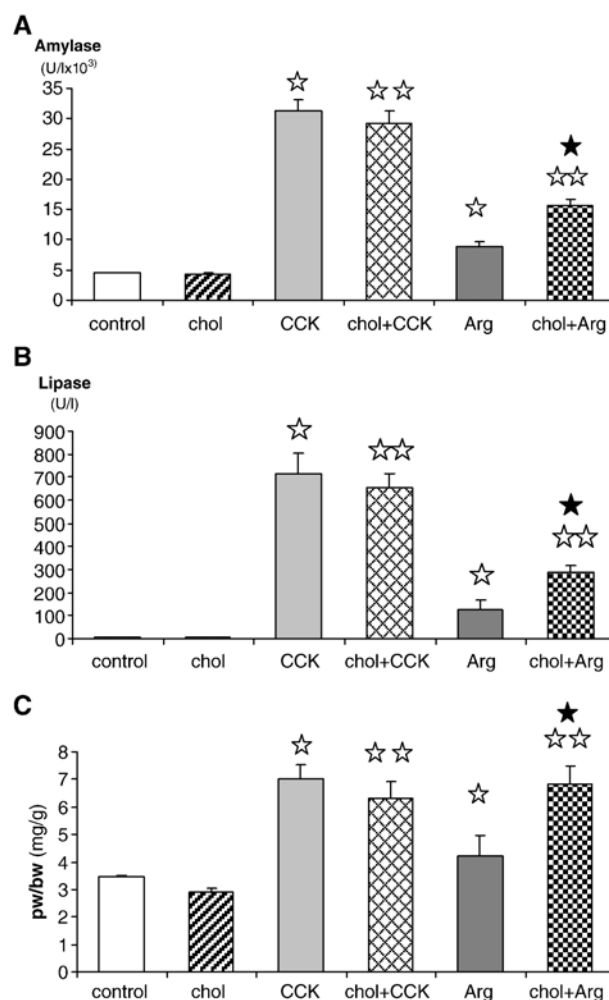 A
Amylase
(U/lx10³)
35
30
25
20
15
10
5
0
control chol CCK chol+CCK Arg chol+Arg
B
Lipase
(U/l)
900
800
700
600
500
400
300
200
100
0
control chol CCK chol+CCK Arg chol+Arg
C
pw/bw (mg/g)
8
7
6
5
4
3
2
1
0
control chol CCK chol+CCK Arg chol+Arg